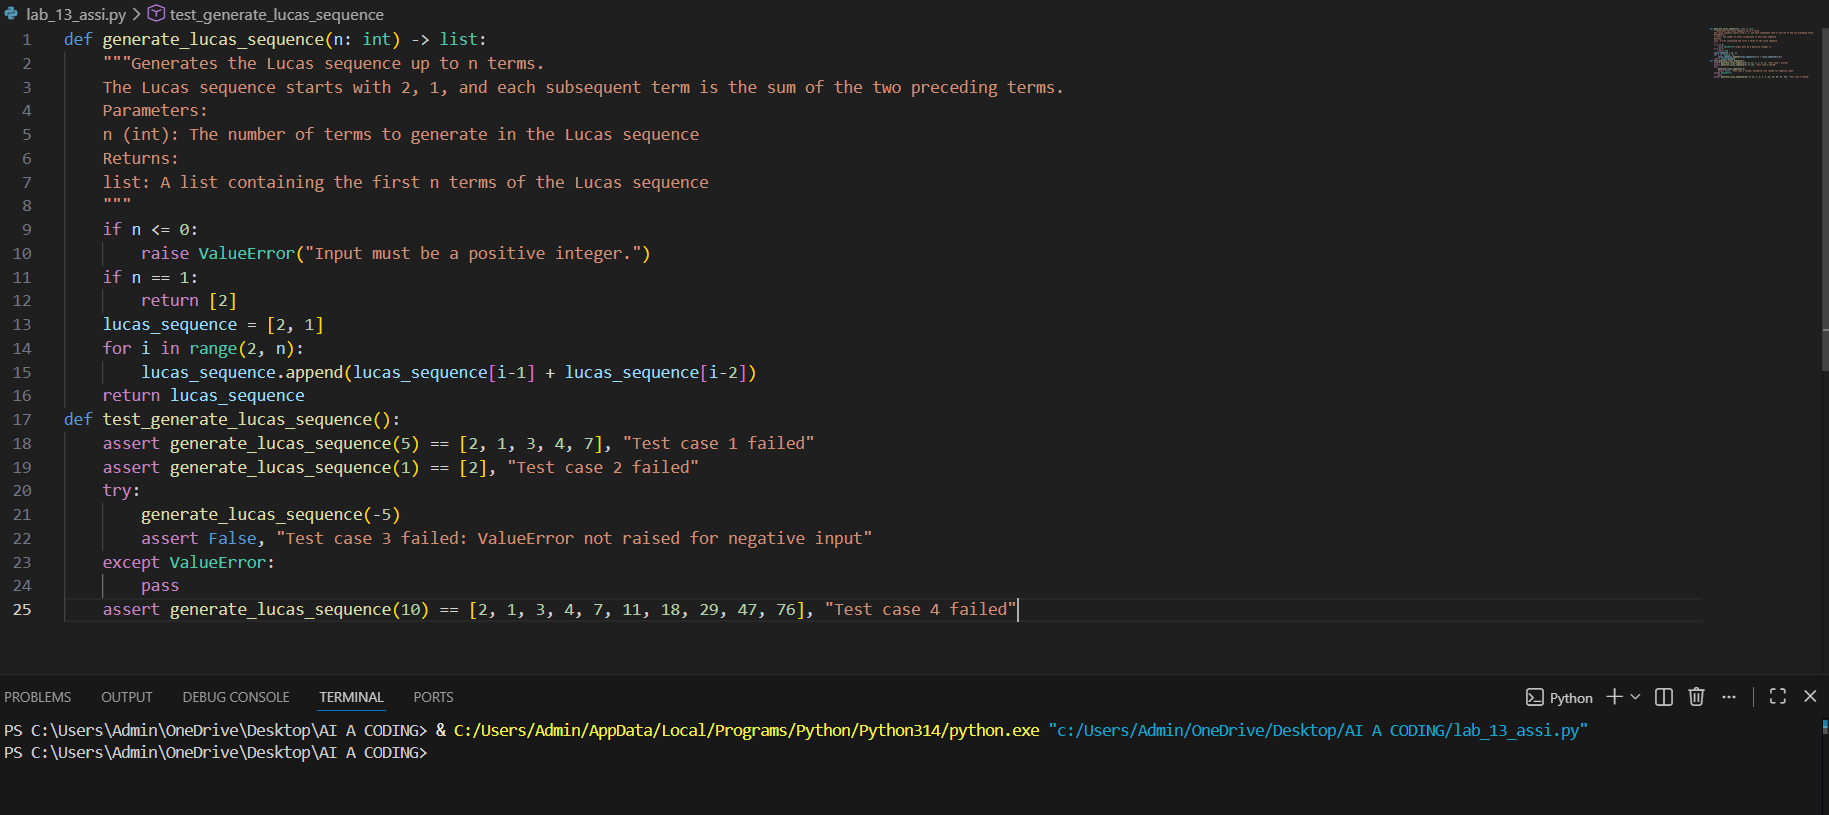 lab_13_assi.py > test_generate_lucas_sequence
1 def generate_lucas_sequence(n: int) -> list:
2     """Generates the Lucas sequence up to n terms.
3     The Lucas sequence starts with 2, 1, and each subsequent term is the sum of the two preceding terms.
4     Parameters:
5     n (int): The number of terms to generate in the Lucas sequence
6     Returns:
7     list: A list containing the first n terms of the Lucas sequence
8     """
9     if n <= 0:
10         raise ValueError("Input must be a positive integer.")
11     if n == 1:
12         return [2]
13     lucas_sequence = [2, 1]
14     for i in range(2, n):
15         lucas_sequence.append(lucas_sequence[i-1] + lucas_sequence[i-2])
16     return lucas_sequence
17 def test_generate_lucas_sequence():
18     assert generate_lucas_sequence(5) == [2, 1, 3, 4, 7], "Test case 1 failed"
19     assert generate_lucas_sequence(1) == [2], "Test case 2 failed"
20     try:
21         generate_lucas_sequence(-5)
22         assert False, "Test case 3 failed: ValueError not raised for negative input"
23     except ValueError:
24         pass
25     assert generate_lucas_sequence(10) == [2, 1, 3, 4, 7, 11, 18, 29, 47, 76], "Test case 4 failed"
PROBLEMS OUTPUT DEBUG CONSOLE TERMINAL PORTS Python
PS C:\Users\Admin\OneDrive\Desktop\AI A CODING> & C:/Users/Admin/AppData/Local/Programs/Python/Python314/python.exe "c:/Users/Admin/OneDrive/Desktop/AI A CODING/lab_13_assi.py"
PS C:\Users\Admin\OneDrive\Desktop\AI A CODING>